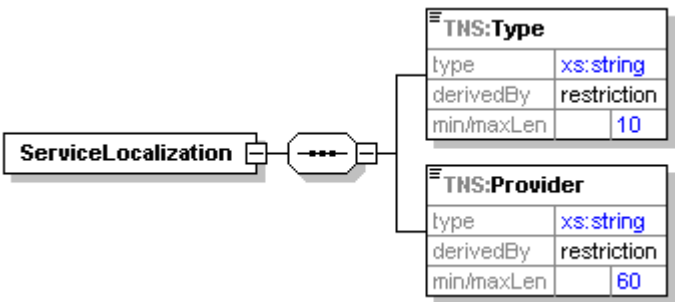 TNS:Type
type xs:string
derivedBy restriction
min/maxLen 10
ServiceLocalization
TNS:Provider
type xs:string
derivedBy restriction
min/maxLen 60